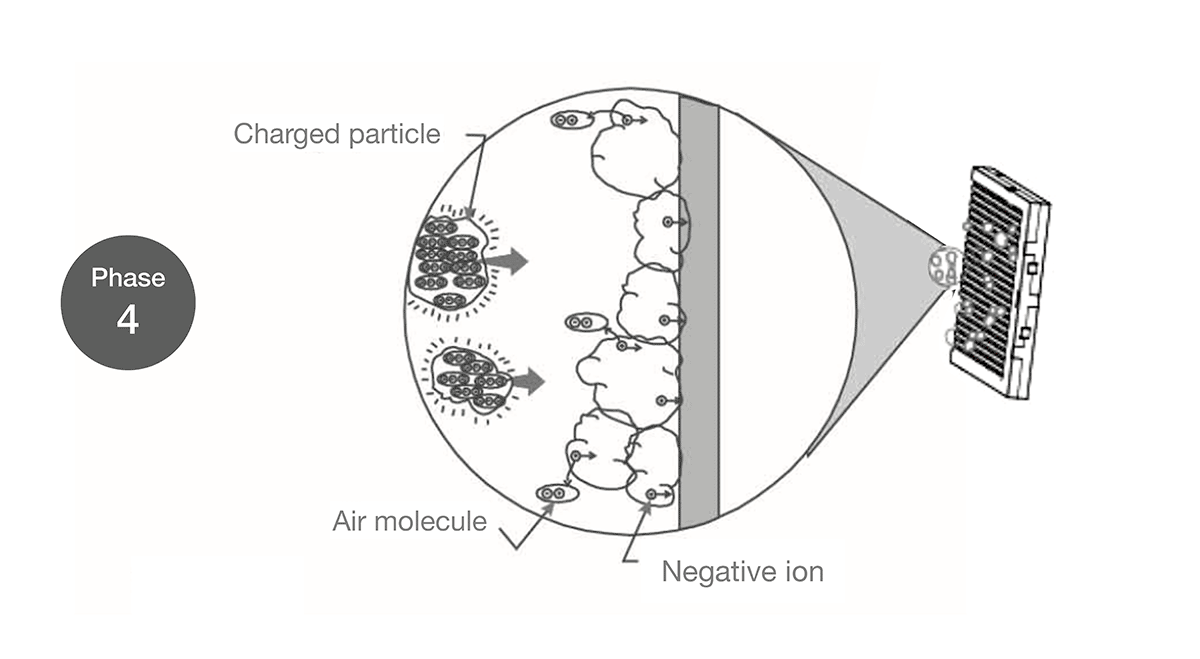 Charged particle
Phase
4
Air molecule
Negative ion